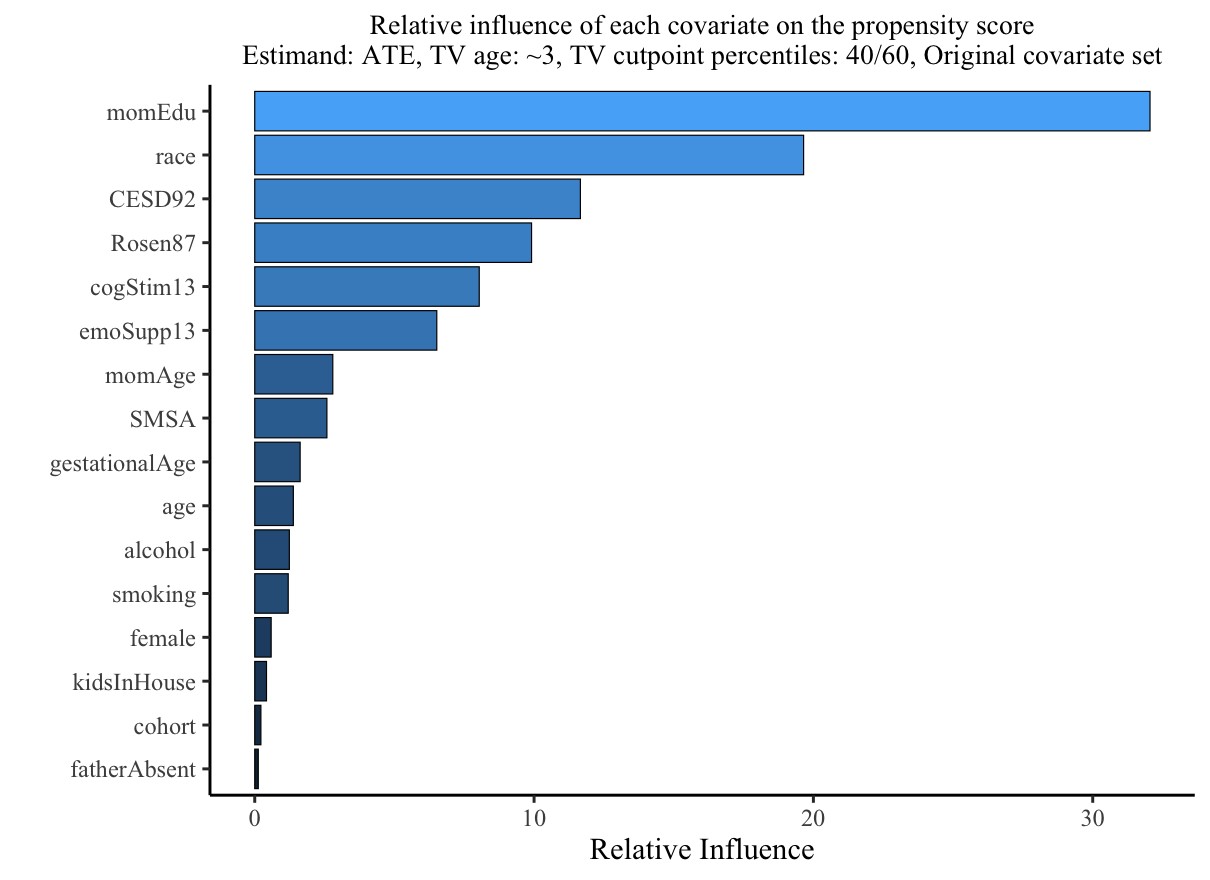 Relative influence of each covariate on the propensity score
Estimand: ATE, TV age: ~3, TV cutpoint percentiles: 40/60, Original covariate set
momEdu
race
CESD92
Rosen87
cogStim13
emoSupp13
momAge
SMSA
gestationalAge
age
alcohol
smoking
female
kidsInHouse
cohort
fatherAbsent
0 10 20 30
Relative Influence